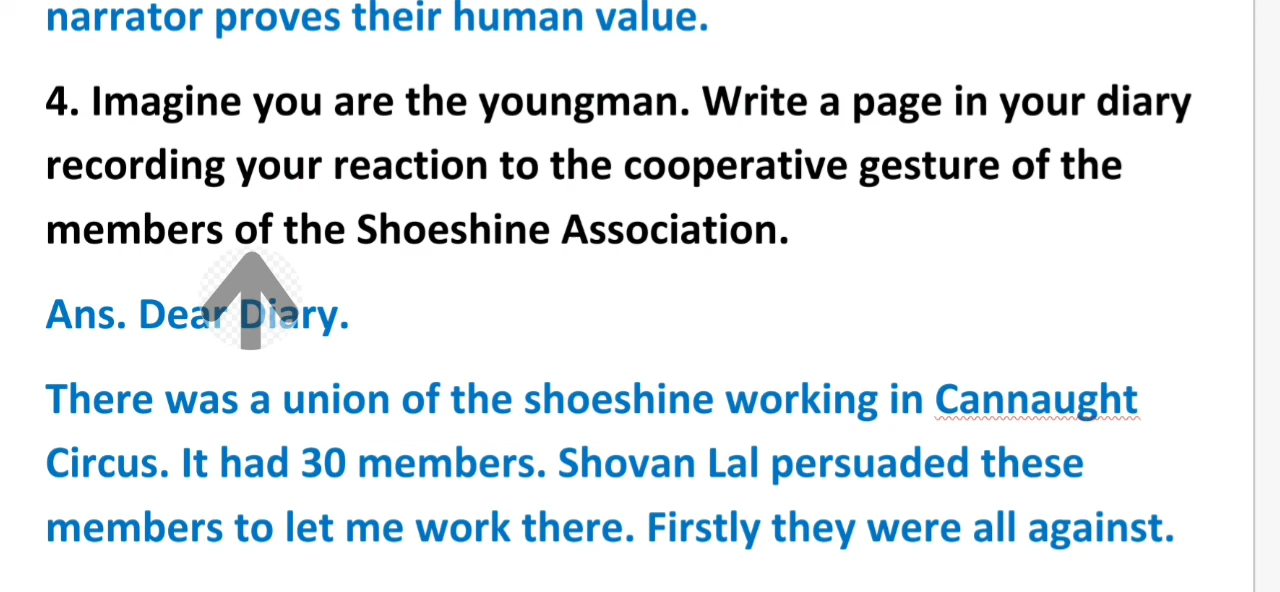 narrator proves their human value.
4. Imagine you are the youngman. Write a page in your diary
recording your reaction to the cooperative gesture of the
members of the Shoeshine Association.
Ans. Dear Diary.
There was a union of the shoeshine working in Cannaught
Circus. It had 30 members. Shovan Lal persuaded these
members to let me work there. Firstly they were all against.